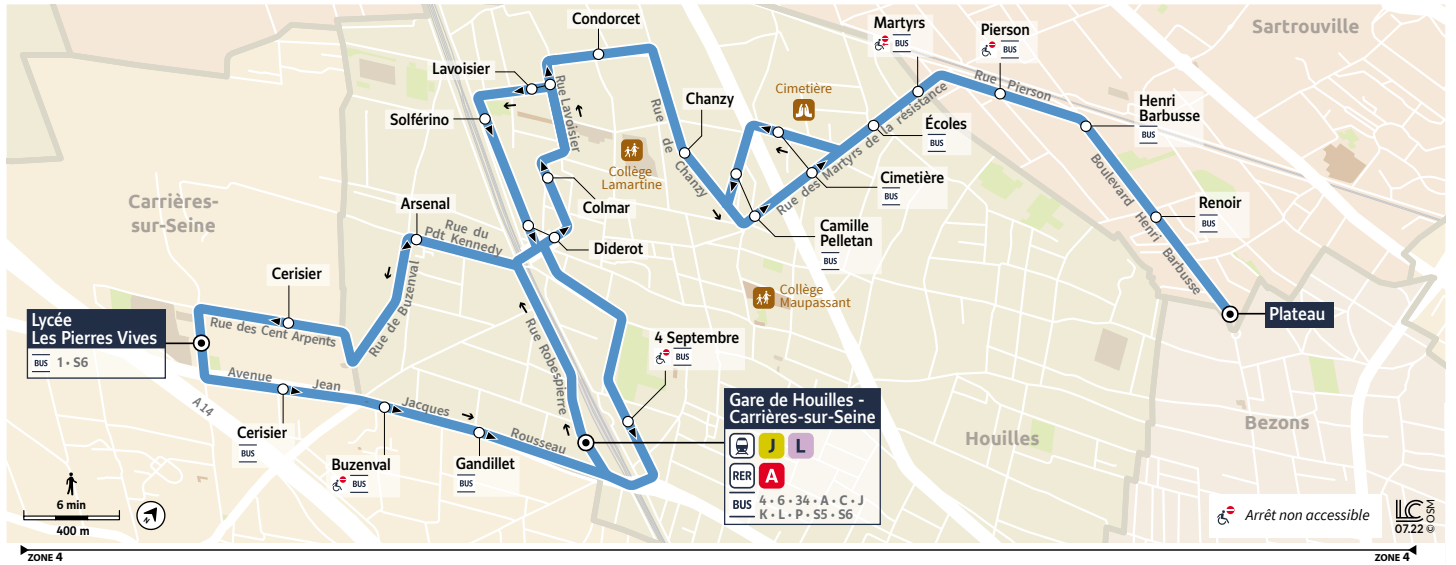 Condorcet
Martyrs
BUS
Pierson
BUS
Sartrouville
Lavoisier
Rue Pierson
Rue Lavoisier
Chanzy
Cimetière
Henri
Barbusse
BUS
Solférino
Rue de Chanzy
Écoles
BUS
Collège
Lamartine
Rue des Martyrs de la résistance
Cimetière
BUS
Carrières-
sur-Seine
Arsenal
Colmar
Boulevard Henri Barbusse
Renoir
BUS
Rue du
Pdt Kennedy
Diderot
Camille
Pelletan
BUS
Cerisier
Rue de Buzenval
Collège
Maupassant
Lycée
Les Pierres Vives
BUS 1 • S6
Rue des Cent Arpents
Rue Robespierre
4 Septembre
BUS
Plateau
Avenue Jean Jacques Rousseau
A 14
Gare de Houilles -
Carrières-sur-Seine
J L
RER A
BUS 4 • 6 • 34 • A • C • J
K • L • P • S5 • S6
Cerisier
BUS
Buzenval
BUS
Gandillet
BUS
Houilles
Bezons
6 min
400 m
N
Arrêt non accessible
LC
07.22
© OSM
ZONE 4
ZONE 4